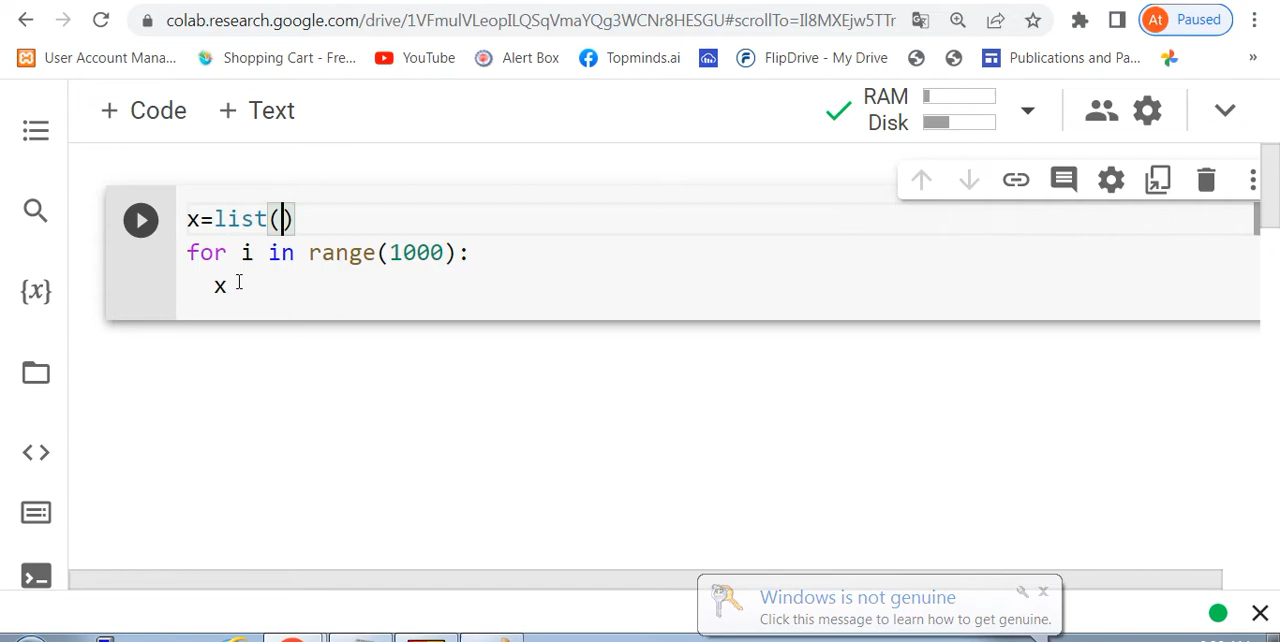 colab.research.google.com/drive/1VFmulVLeopILQSqVmaYQg3WCNr8HESGU#scrollTo=Il8MXEjw5TTr
At Paused
User Account Mana... Shopping Cart - Fre... YouTube Alert Box Topminds.ai FlipDrive - My Drive Publications and Pa... »
+ Code + Text
RAM
Disk
x=list()
for i in range(1000):
x
{x}
Windows is not genuine
Click this message to learn how to get genuine.